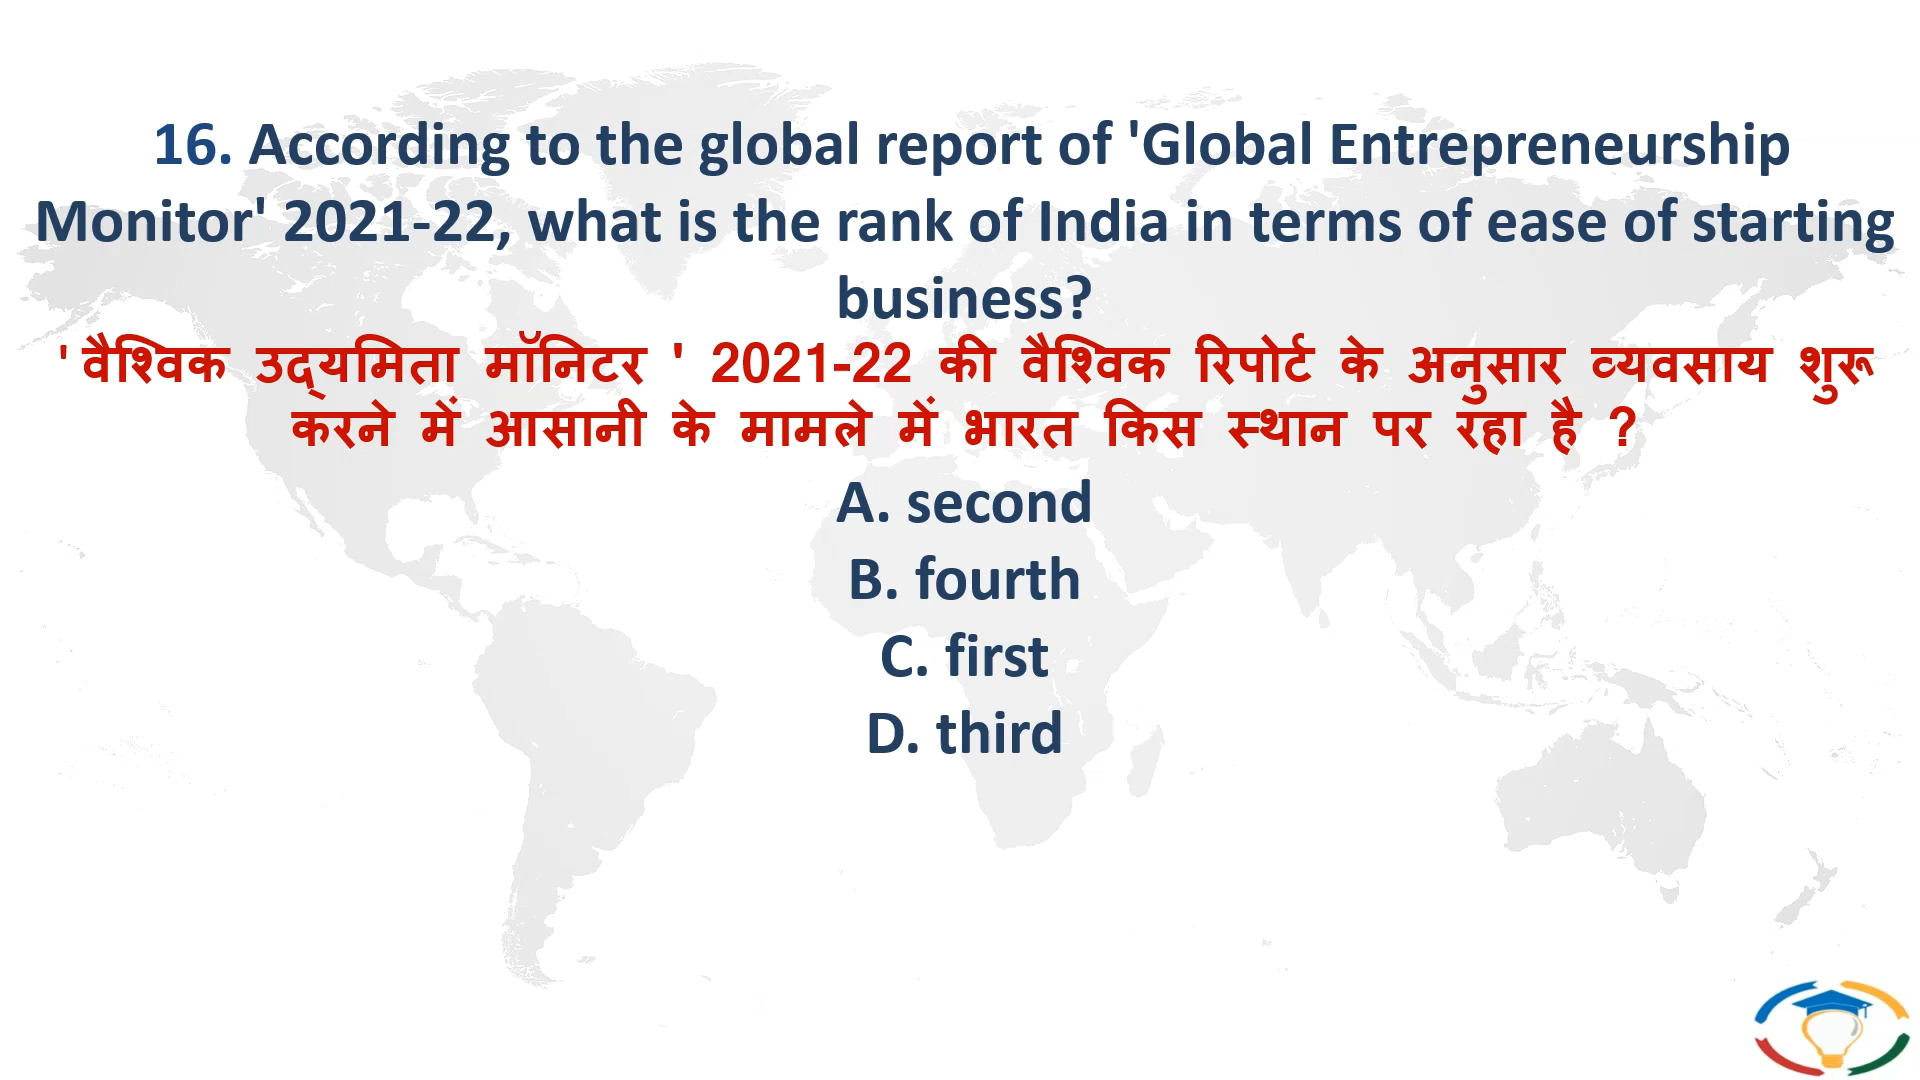 16. According to the global report of 'Global Entrepreneurship
Monitor' 2021-22, what is the rank of India in terms of ease of starting
business?
' वैश्विक उद्यमिता मॉनिटर ' 2021-22 की वैश्विक रिपोर्ट के अनुसार व्यवसाय शुरू
करने में आसानी के मामले में भारत किस स्थान पर रहा है ?
A. second
B. fourth
C. first
D. third